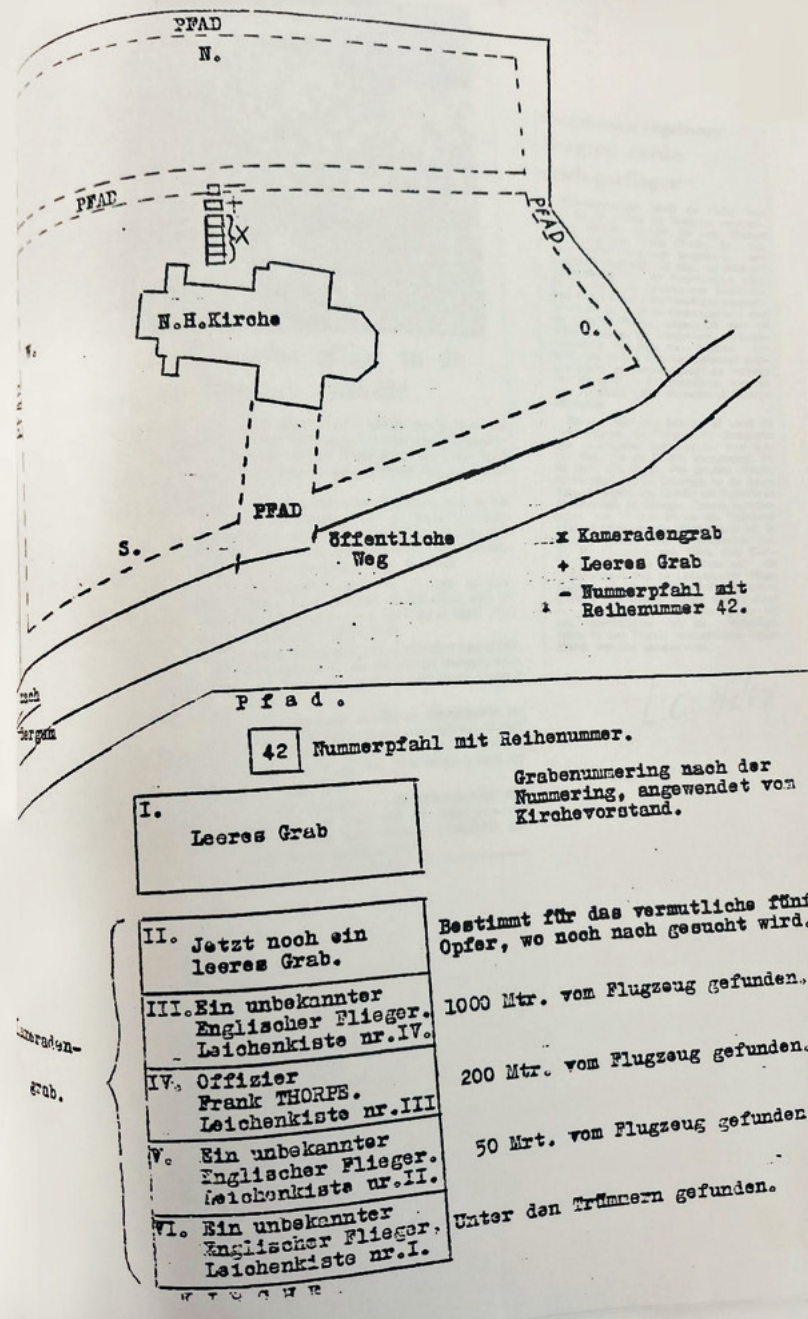 PFAD
N.
PFAD
PFAD
X
+
-
N.H.Kirche
O.
PFAD
S.
Öffentliche
Weg
x Kameradengrab
+ Leeres Grab
- Nummerpfahl mit
Reihenummer 42.
Pfad.
42 Nummerpfahl mit Reihenummer.
Grabenummering nach der
Nummering, angewendet von
Kirchevorstand.
I.
Leeres Grab
II. Jetzt noch ein
leeres Grab.
Bestimmt für das vermutliche fünf
Opfer, wo noch nach gesucht wird.
III. Ein unbekannter
Englischer Flieger.
Leichenkiste nr.IV.
1000 Mtr. vom Flugzeug gefunden.
IV. Offizier
Frank THORPE.
Leichenkiste nr.III
200 Mtr. vom Flugzeug gefunden.
V. Ein unbekannter
Englischer Flieger.
Leichenkiste nr.II.
50 Mrt. vom Flugzeug gefunden
VI. Ein unbekannter
Englischer Flieger,
Leichenkiste nr.I.
Unter den Trümmern gefunden.
grab.